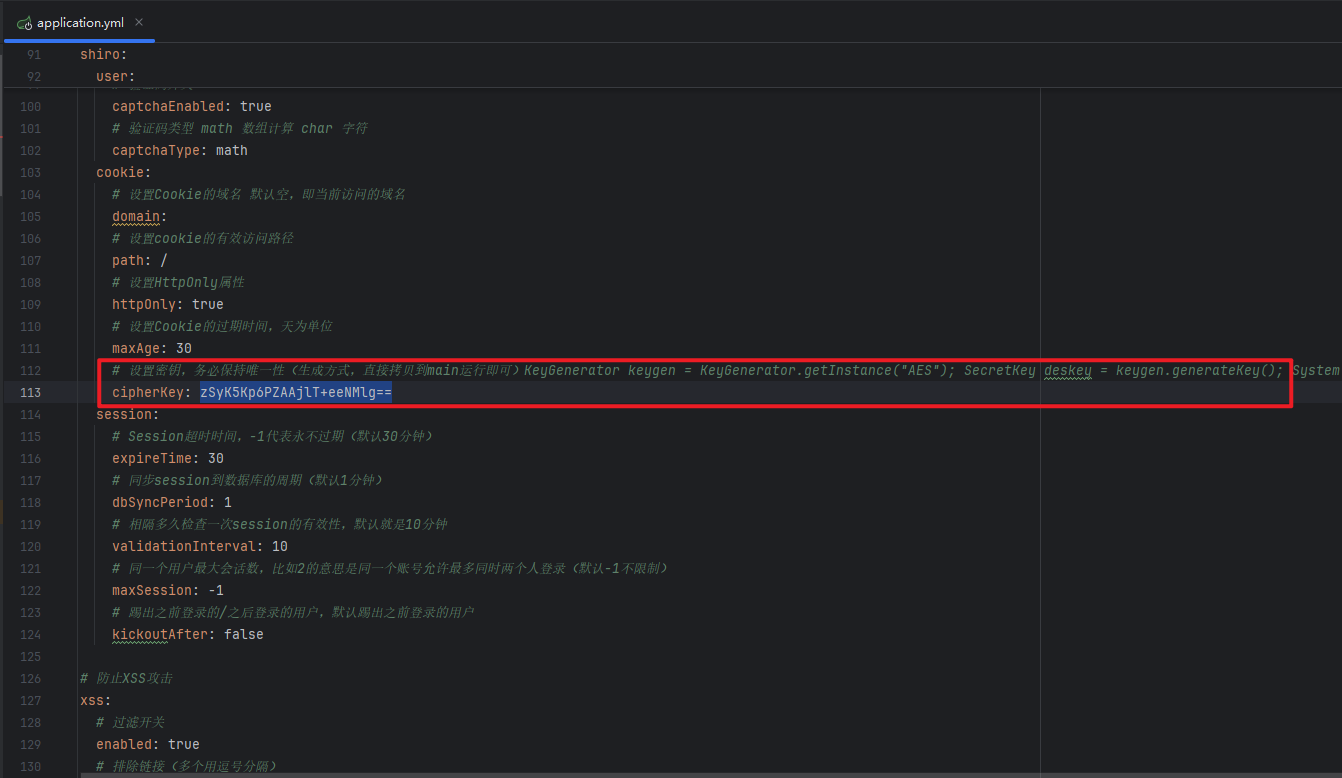 application.yml
91 shiro:
92 user:
100 captchaEnabled: true
101 # 验证码类型 math 数组计算 char 字符
102 captchaType: math
103 cookie:
104 # 设置Cookie的域名 默认空，即当前访问的域名
105 domain:
106 # 设置cookie的有效访问路径
107 path: /
108 # 设置HttpOnly属性
109 httpOnly: true
110 # 设置Cookie的过期时间，天为单位
111 maxAge: 30
112 # 设置密钥，务必保持唯一性（生成方式，直接拷贝到main运行即可）KeyGenerator keygen = KeyGenerator.getInstance("AES"); SecretKey deskey = keygen.generateKey(); System
113 cipherKey: zSyK5Kp6PZAAjlT+eeNMlg==
114 session:
115 # Session超时时间，-1代表永不过期（默认30分钟）
116 expireTime: 30
117 # 同步session到数据库的周期（默认1分钟）
118 dbSyncPeriod: 1
119 # 相隔多久检查一次session的有效性，默认就是10分钟
120 validationInterval: 10
121 # 同一个用户最大会话数，比如2的意思是同一个账号允许最多同时两个人登录（默认-1不限制）
122 maxSession: -1
123 # 踢出之前登录的/之后登录的用户，默认踢出之前登录的用户
124 kickoutAfter: false
125
126 # 防止XSS攻击
127 xss:
128 # 过滤开关
129 enabled: true
130 # 排除链接（多个用逗号分隔）